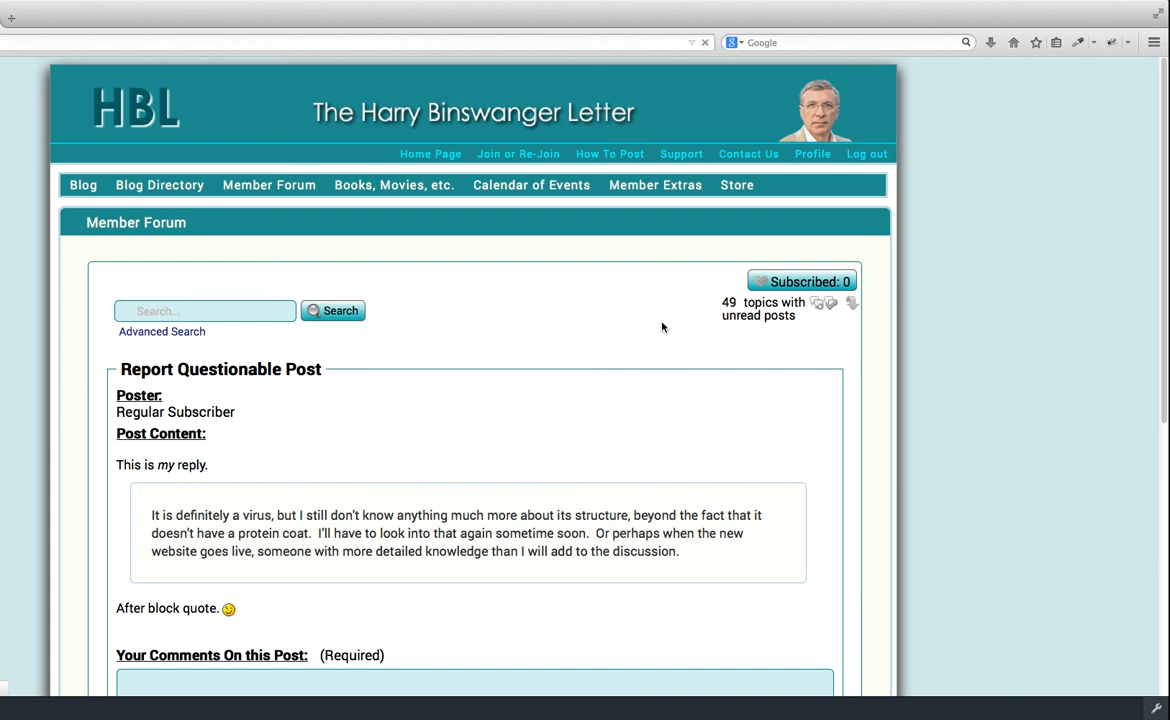 Google
HBL
The Harry Binswanger Letter
Home Page Join or Re-Join How To Post Support Contact Us Profile Log out
Blog Blog Directory Member Forum Books, Movies, etc. Calendar of Events Member Extras Store
Member Forum
Subscribed: 0
49 topics with
unread posts
Search... Search
Advanced Search
Report Questionable Post
Poster:
Regular Subscriber
Post Content:
This is my reply.
It is definitely a virus, but I still don't know anything much more about its structure, beyond the fact that it
doesn't have a protein coat. I'll have to look into that again sometime soon. Or perhaps when the new
website goes live, someone with more detailed knowledge than I will add to the discussion.
After block quote.
Your Comments On this Post: (Required)